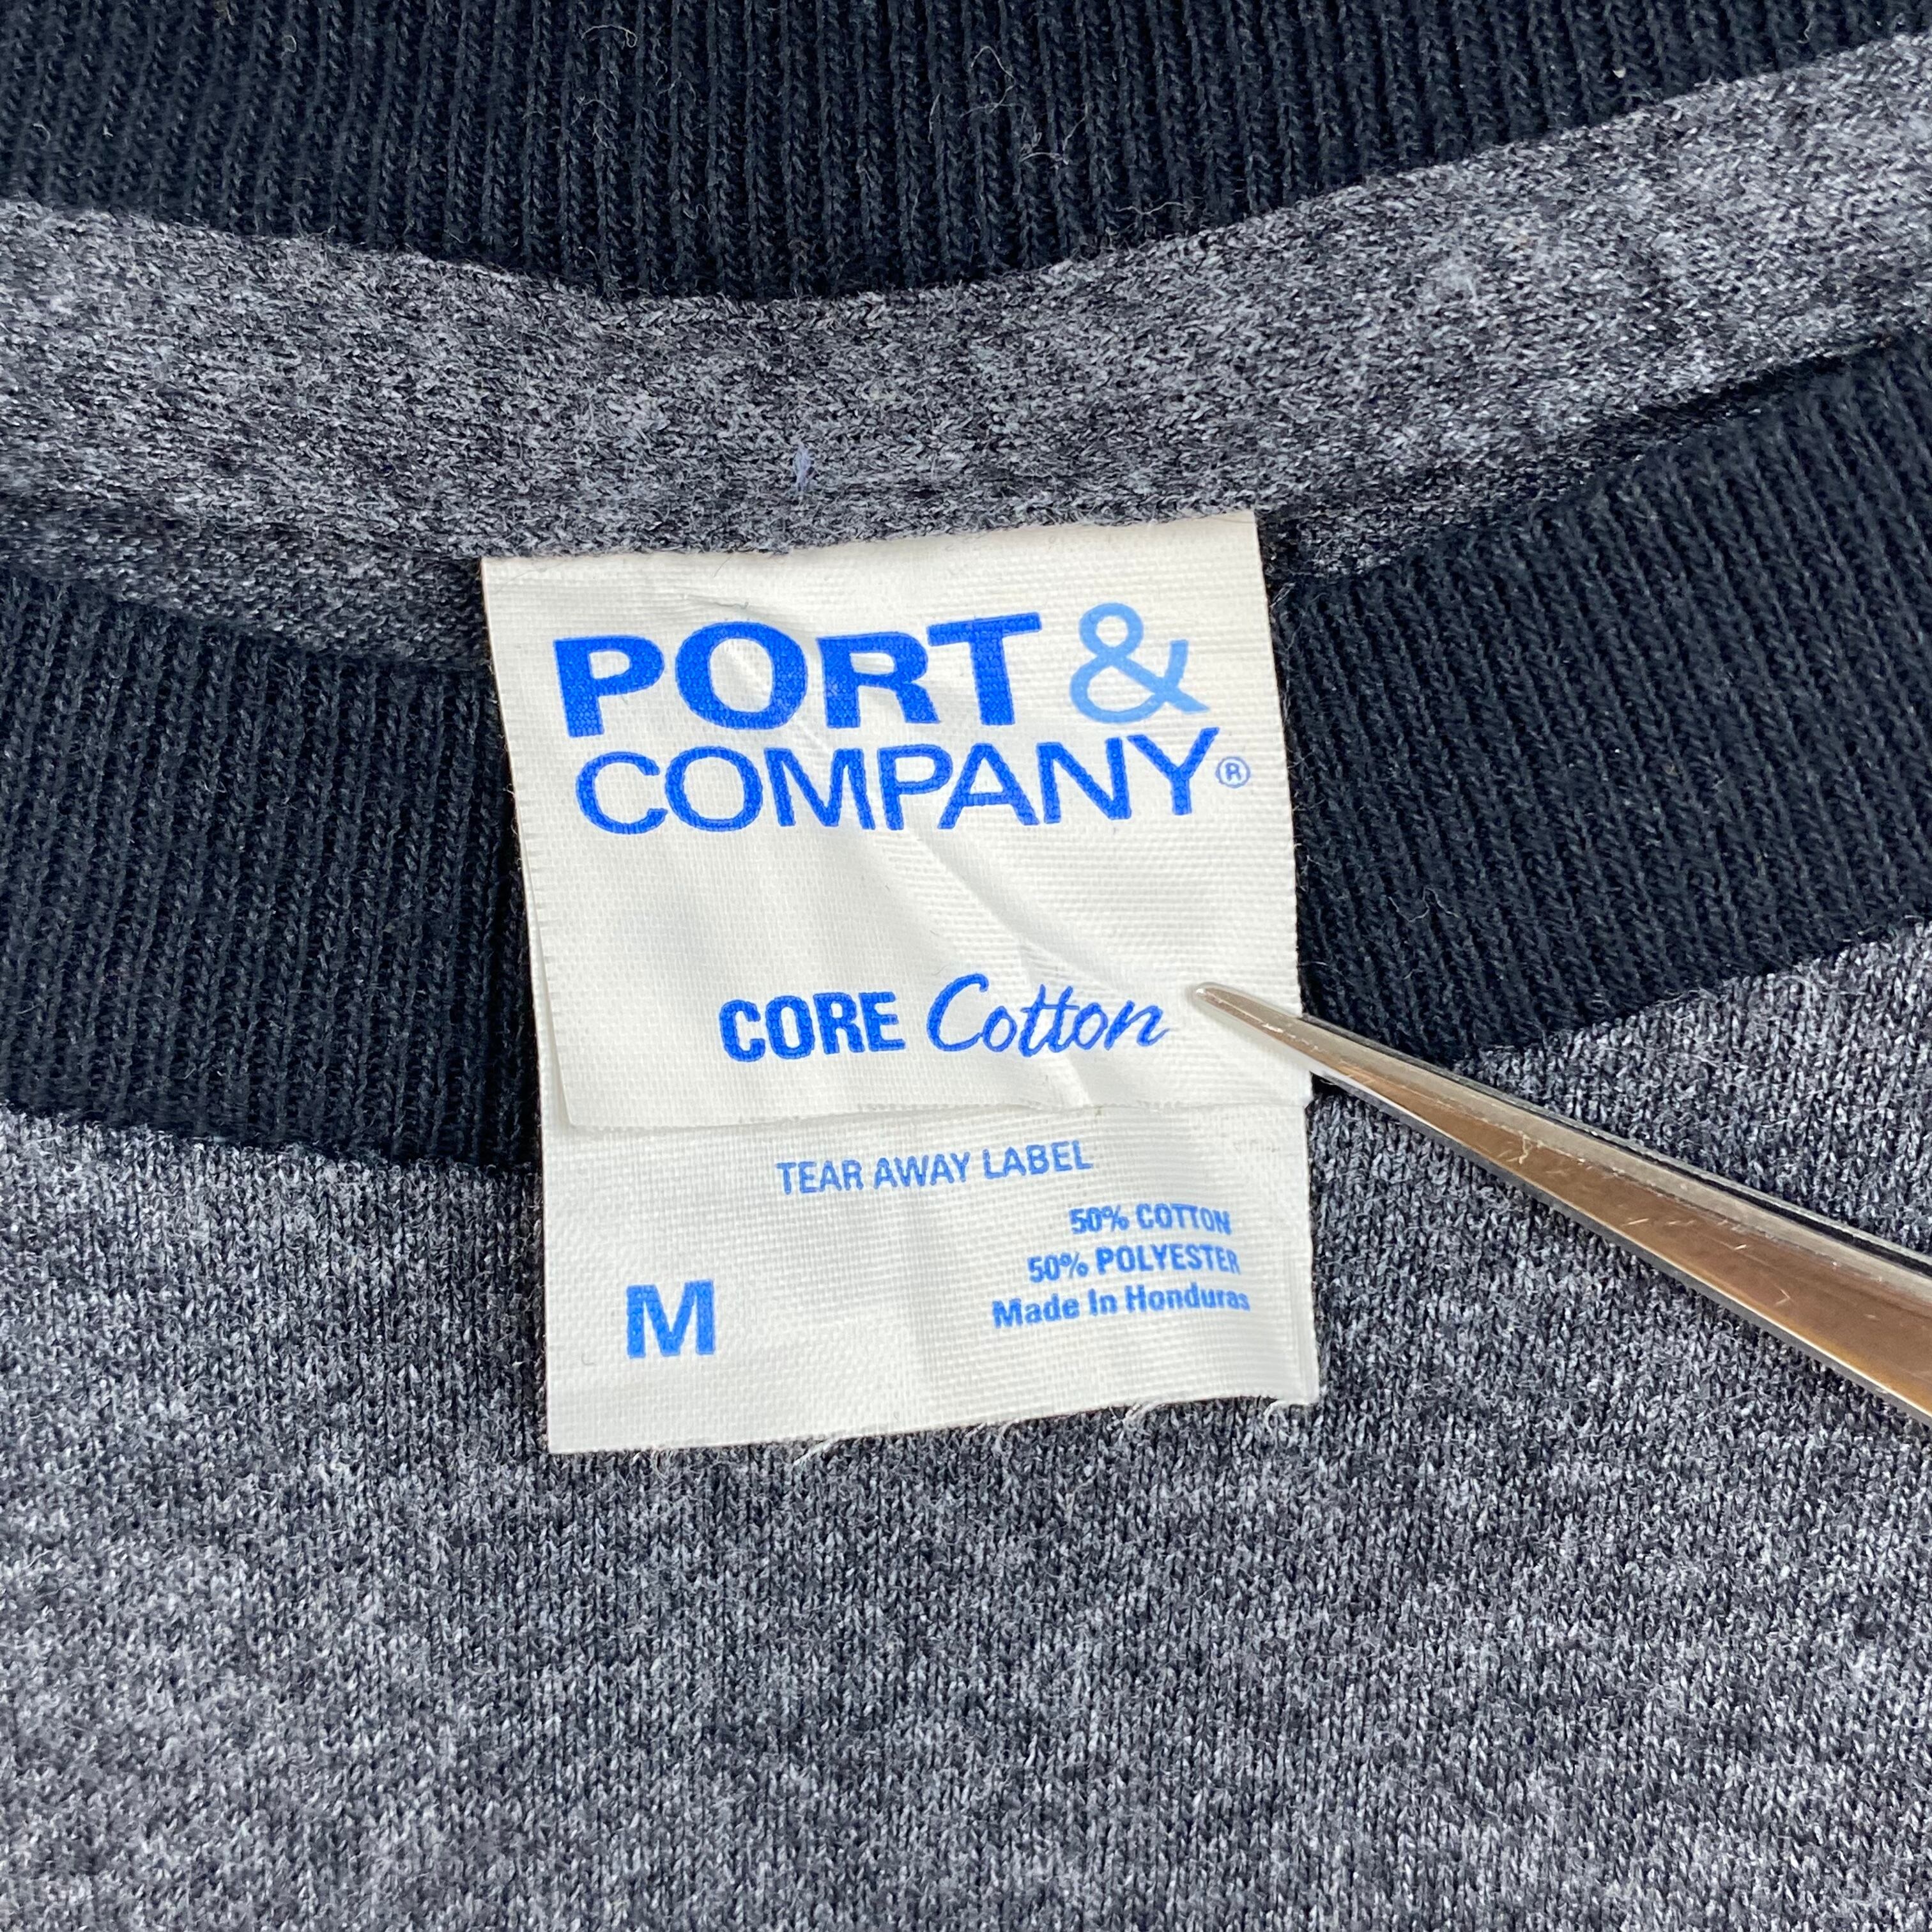 PORT &
COMPANY®
CORE Cotton
TEAR AWAY LABEL
50% COTTON
50% POLYESTER
M
Made In Honduras